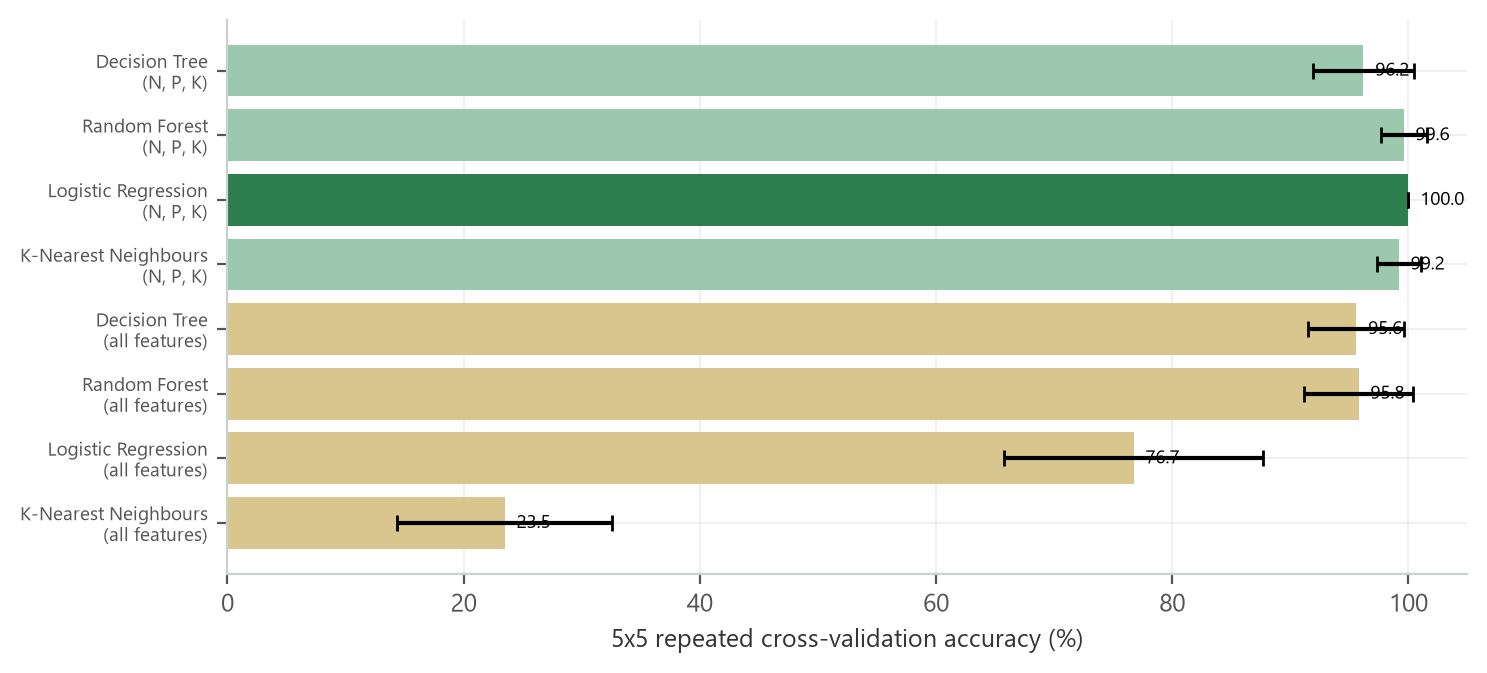 Decision Tree
(N, P, K)
96.2
Random Forest
(N, P, K)
99.6
Logistic Regression
(N, P, K)
100.0
K-Nearest Neighbours
(N, P, K)
99.2
Decision Tree
(all features)
95.6
Random Forest
(all features)
95.8
Logistic Regression
(all features)
76.7
K-Nearest Neighbours
(all features)
23.5
0 20 40 60 80 100
5x5 repeated cross-validation accuracy (%)